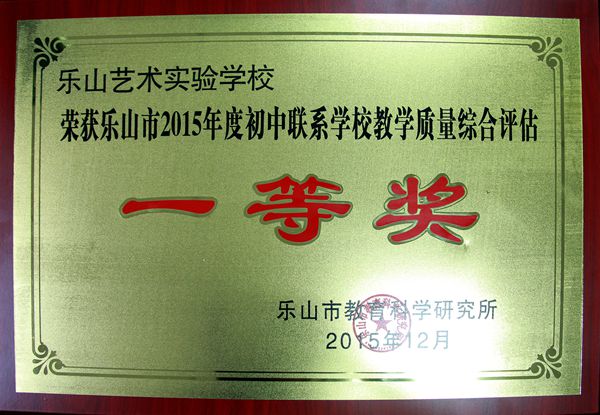 乐山艺术实验学校
荣获乐山市2015年度初中联系学校教学质量综合评估
一等奖
乐山市教育科学研究所
2015年12月